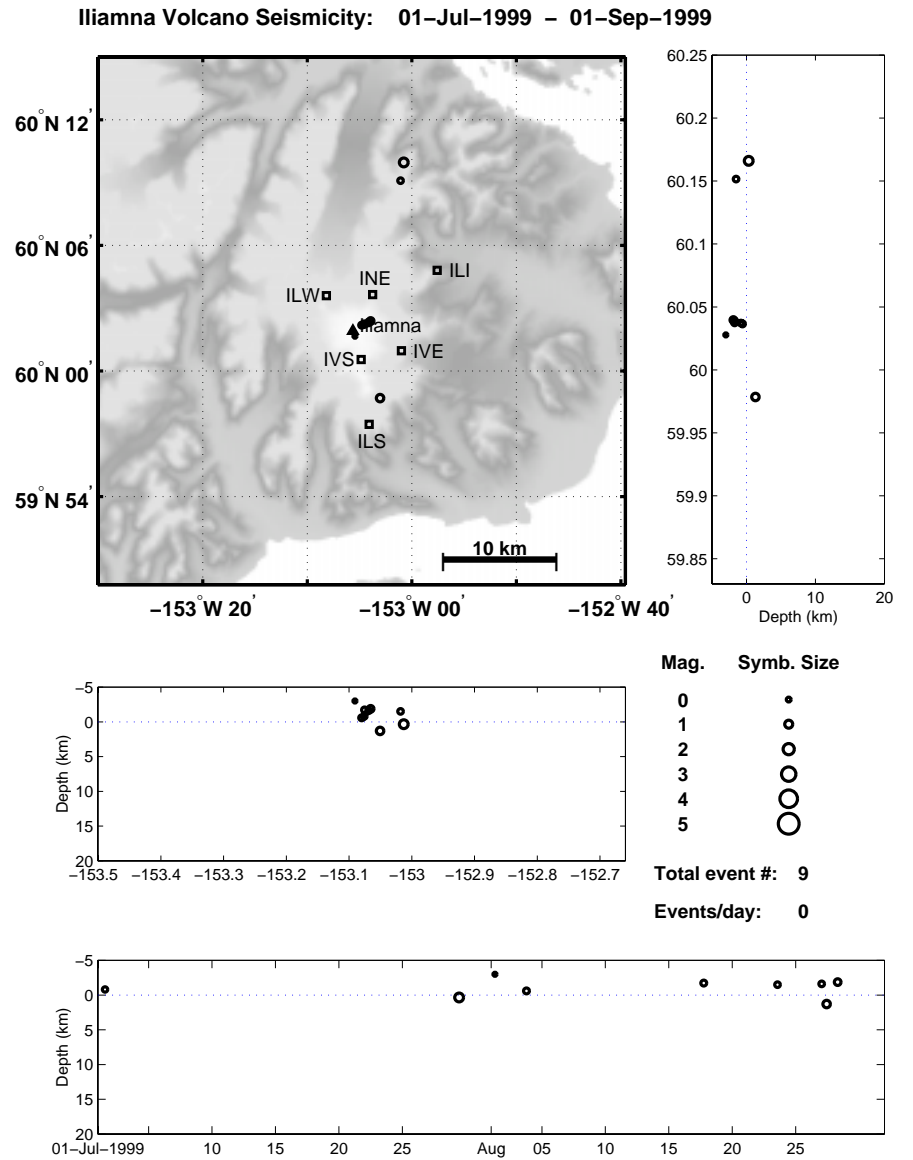 Iliamna Volcano Seismicity: 01−Jul−1999 − 01−Sep−1999
60°N 12'
60°N 06'
60°N 00'
59°N 54'
−153°W 20'
−153°W 00'
−152°W 40'
ILI
INE
ILW
Iliamna
IVE
IVS
ILS
10 km
60.25
60.2
60.15
60.1
60.05
60
59.95
59.9
59.85
0 10 20
Depth (km)
−5
0
5
10
15
20
Depth (km)
−153.5 −153.4 −153.3 −153.2 −153.1 −153 −152.9 −152.8 −152.7
Mag. Symb. Size
0
1
2
3
4
5
Total event #: 9
Events/day: 0
−5
0
5
10
15
20
Depth (km)
01−Jul−1999 10 15 20 25 Aug 05 10 15 20 25